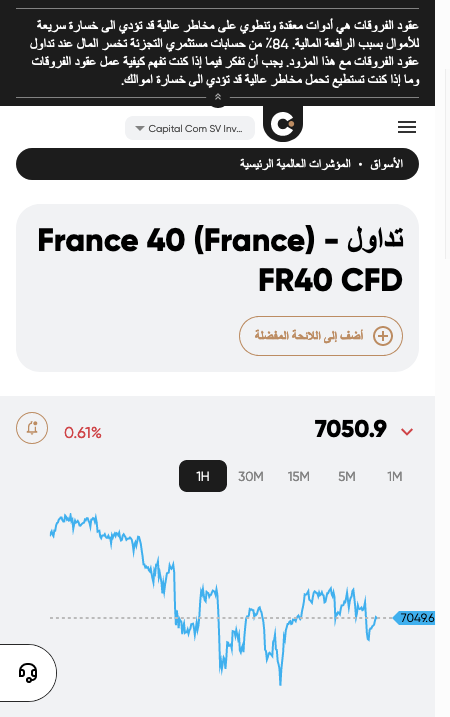 عقود الفروقات هي أدوات معقدة وتنطوي على مخاطر عالية قد تؤدي الى خسارة سريعة
للأموال بسبب الرافعة المالية. 84٪ من حسابات مستثمري التجزئة تخسر المال عند تداول
عقود الفروقات مع هذا المزود. يجب أن تفكر فيما إذا كنت تفهم كيفية عمل عقود الفروقات
وما إذا كنت تستطيع تحمل مخاطر عالية قد تؤدي الى خسارة اموالك.
Capital Com SV Inv...
الأسواق • المؤشرات العالمية الرئيسية
تداول France 40 (France) -
FR40 CFD
أضف إلى اللائحة المفضلة
0.61%
7050.9
1H 30M 15M 5M 1M
7049.6